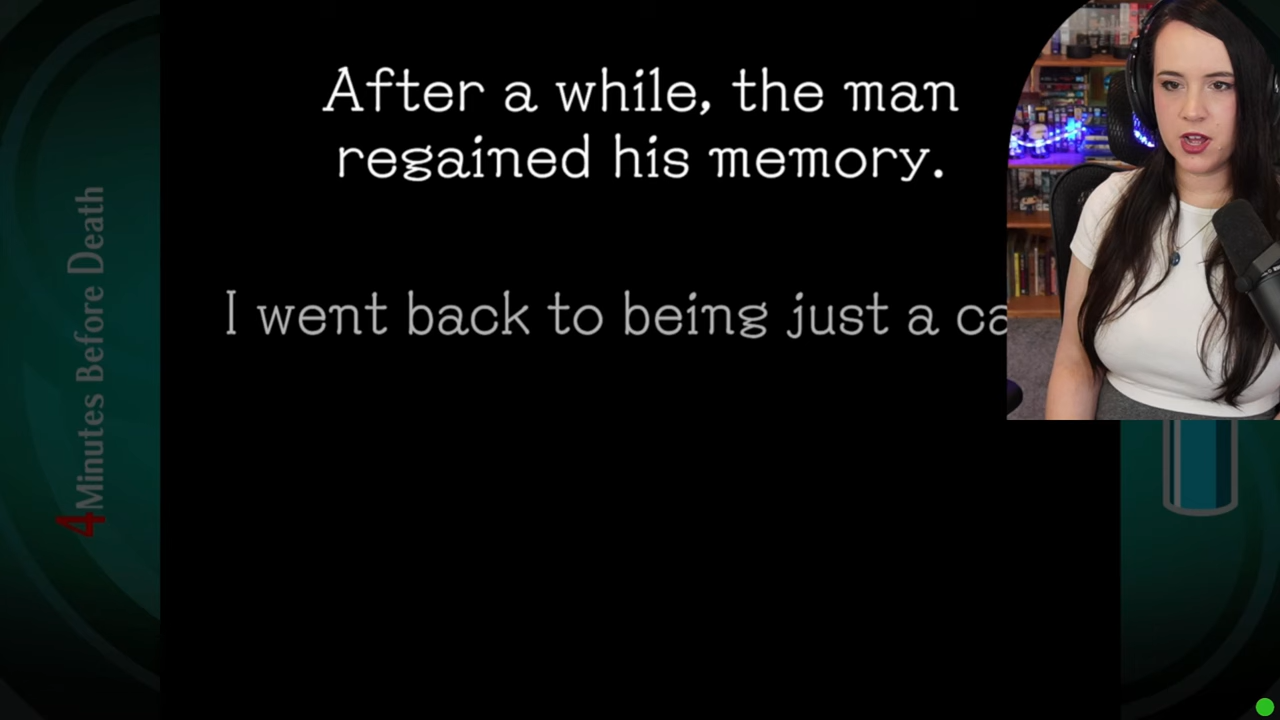 After a while, the man
regained his memory.
I went back to being just a
4 Minutes Before Death